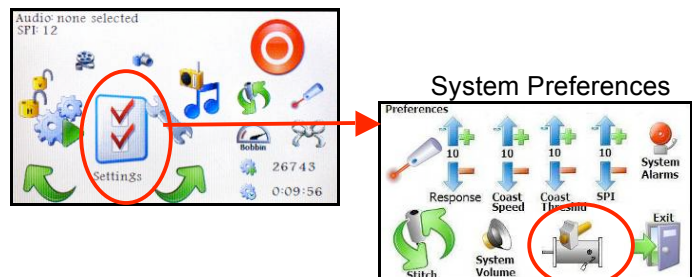 Audio: none selected
SPI: 12
Bobbin
26743
0:09:56
Settings
System Preferences
Preferences
10
10
10
10
System
Alarms
Response
Coast
Speed
Coast
Threshld
SPI
Exit
Stitch
System
Volume